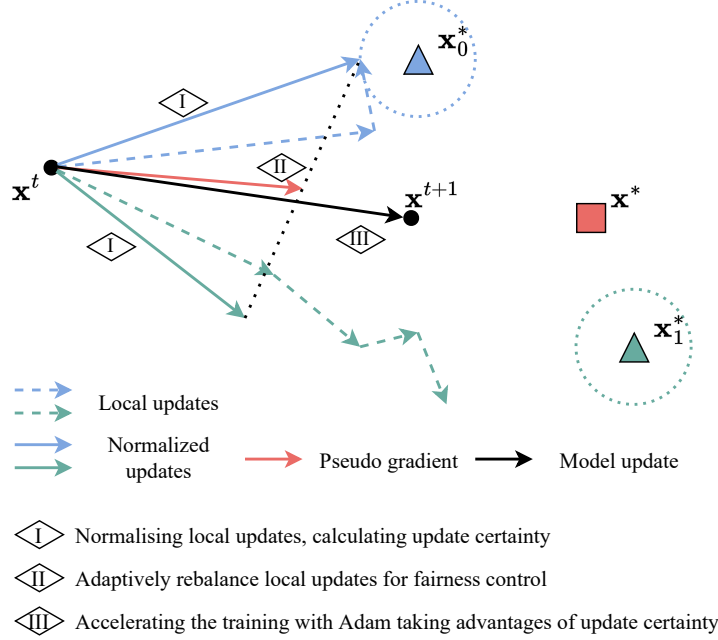 x₀*
I
II
xᵗ
xᵗ⁺¹
x*
III
I
x₁*
Local updates
Normalized
updates
Pseudo gradient
Model update
I Normalising local updates, calculating update certainty
II Adaptively rebalance local updates for fairness control
III Accelerating the training with Adam taking advantages of update certainty